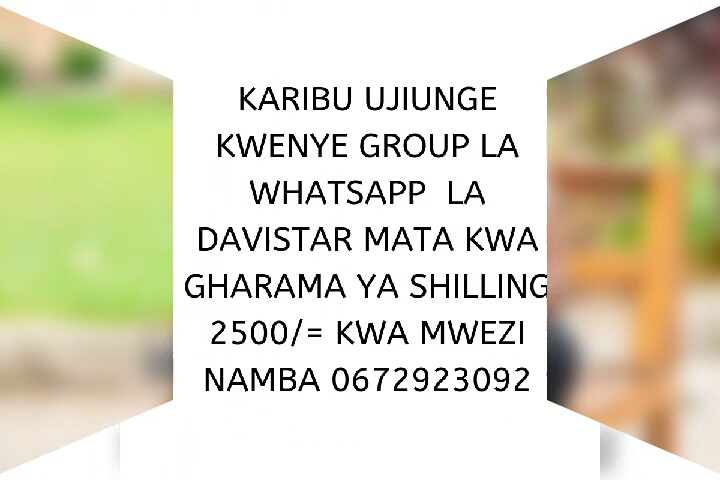 KARIBU UJIUNGE
KWENYE GROUP LA
WHATSAPP LA
DAVISTAR MATA KWA
GHARAMA YA SHILLING
2500/= KWA MWEZI
NAMBA 0672923092